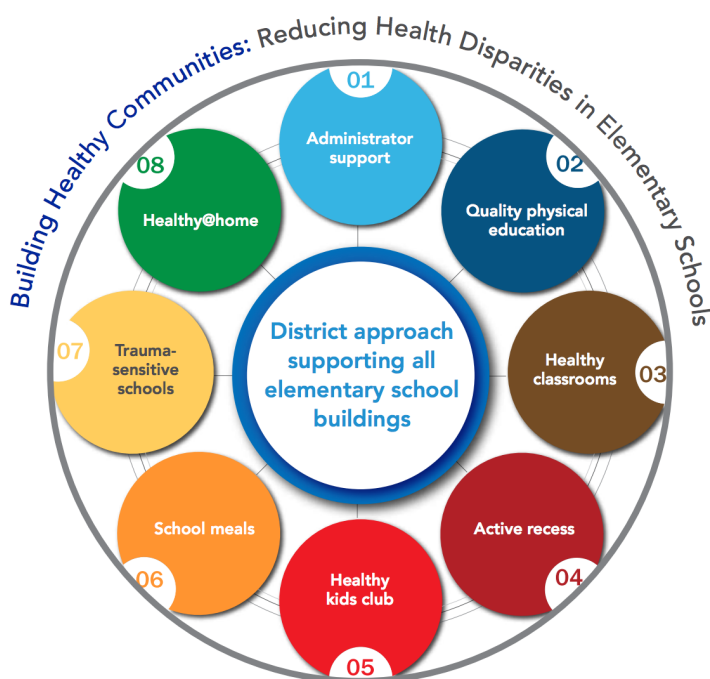 Building Healthy Communities: Reducing Health Disparities in Elementary Schools
01
Administrator
support
02
Quality physical
education
03
Healthy
classrooms
04
Active recess
05
Healthy
kids club
06
School meals
07
Trauma-
sensitive
schools
08
Healthy@home
District approach
supporting all
elementary school
buildings